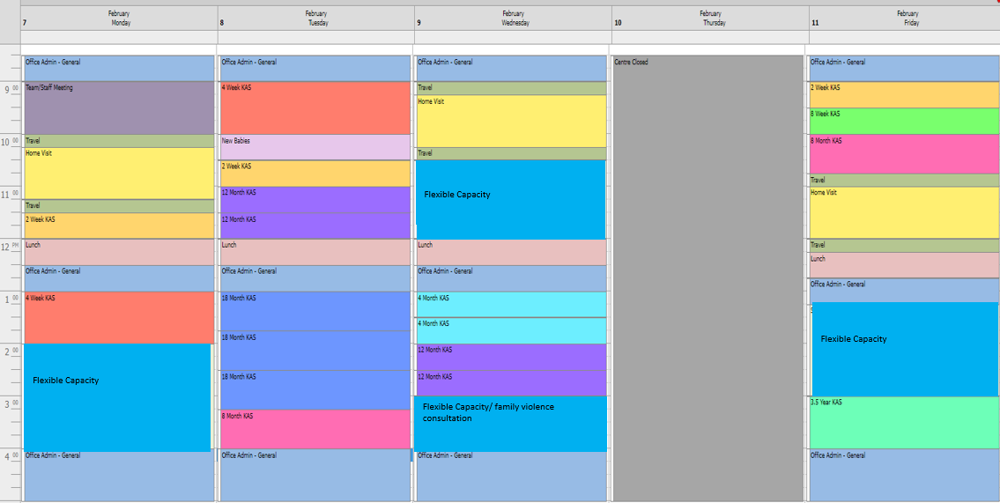 February
7
Monday
February
8
Tuesday
February
9
Wednesday
February
10
Thursday
February
11
Friday
9 00
10 00
11 00
12 PM
1 00
2 00
3 00
4 00
Office Admin - General
Team/Staff Meeting
Travel
Home Visit
Travel
2 Week KAS
Lunch
Office Admin - General
4 Week KAS
Flexible Capacity
Office Admin - General
Office Admin - General
4 Week KAS
New Babies
2 Week KAS
12 Month KAS
12 Month KAS
Lunch
Office Admin - General
18 Month KAS
18 Month KAS
18 Month KAS
8 Month KAS
Office Admin - General
Office Admin - General
Travel
Home Visit
Travel
Flexible Capacity
Lunch
Office Admin - General
4 Month KAS
4 Month KAS
12 Month KAS
12 Month KAS
Flexible Capacity/ family violence
consultation
Office Admin - General
Centre Closed
Office Admin - General
2 Week KAS
8 Week KAS
8 Month KAS
Travel
Home Visit
Travel
Lunch
Office Admin - General
Flexible Capacity
3.5 Year KAS
Office Admin - General